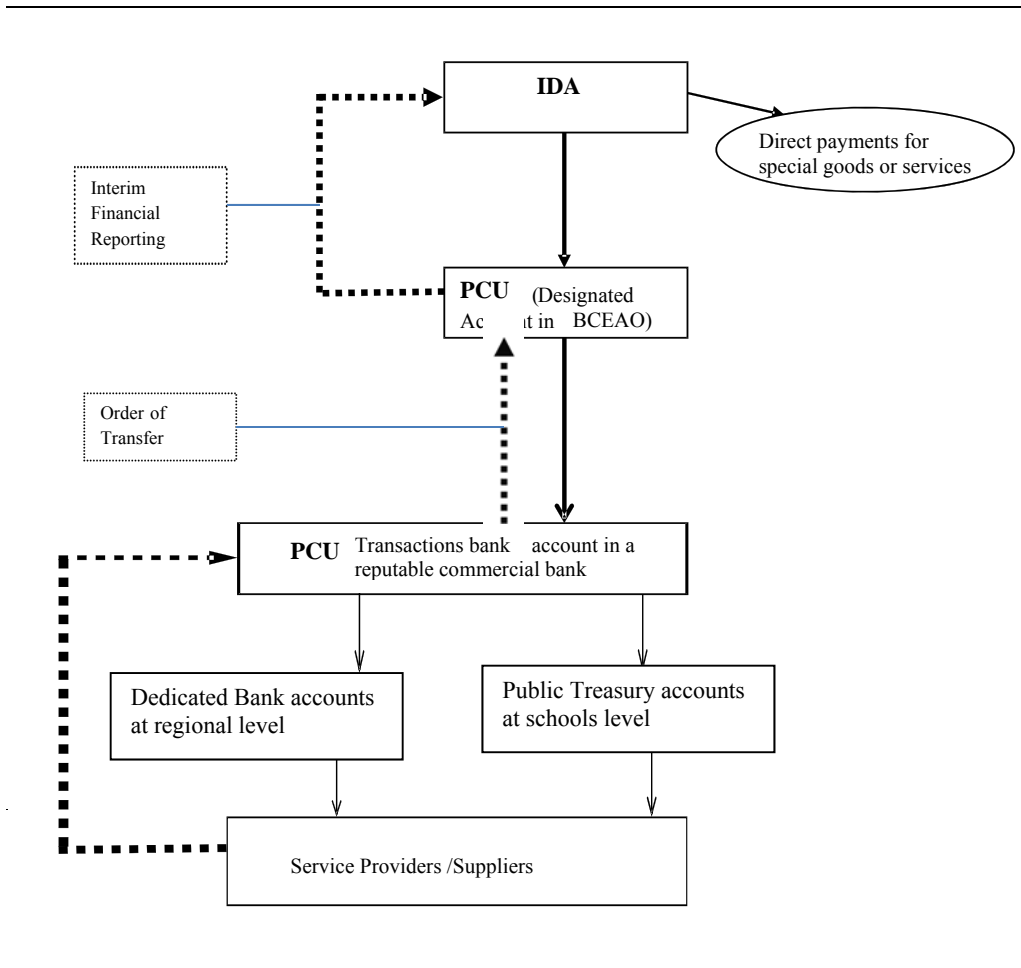 IDA
Direct payments for
special goods or services
Interim
Financial
Reporting
PCU (Designated
in BCEAO)
Order of
Transfer
PCU Transactions bank account in a
reputable commercial bank
Dedicated Bank accounts
at regional level
Public Treasury accounts
at schools level
Service Providers /Suppliers